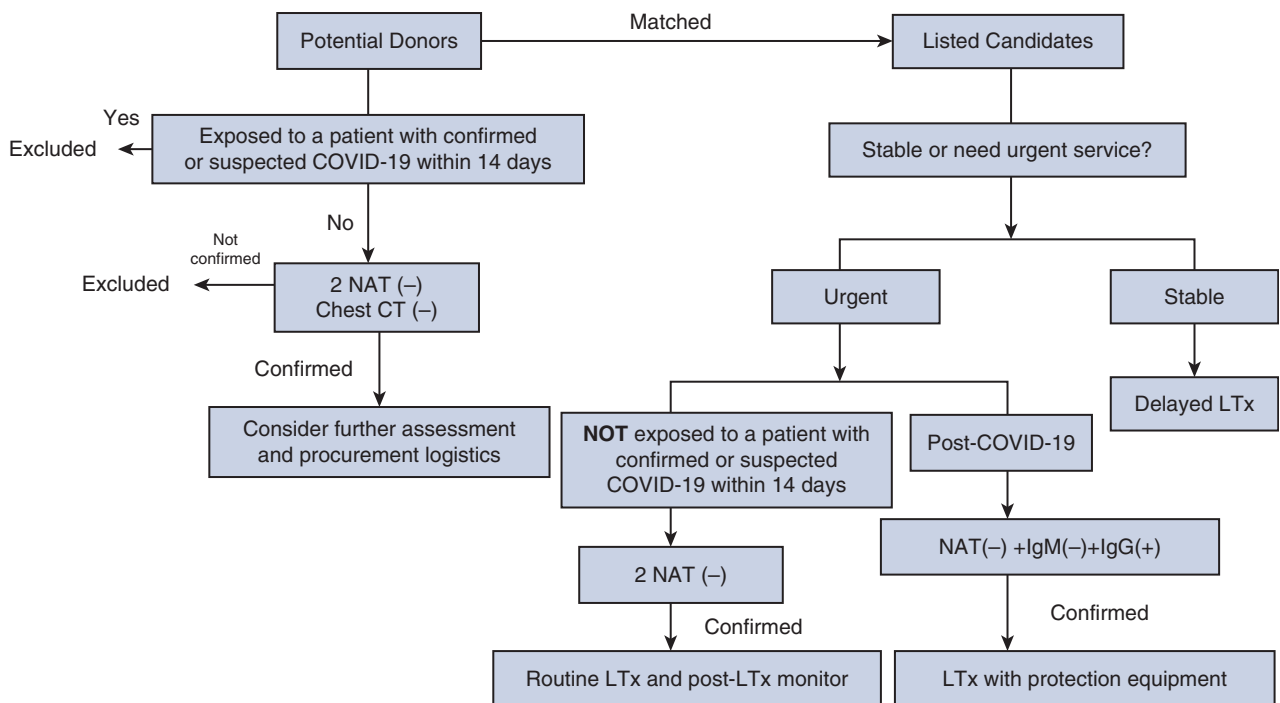 Potential Donors
Matched
Listed Candidates
Yes
Excluded
Exposed to a patient with confirmed
or suspected COVID-19 within 14 days
No
Not
confirmed
Excluded
2 NAT (–)
Chest CT (–)
Confirmed
Consider further assessment
and procurement logistics
Stable or need urgent service?
Urgent
Stable
Delayed LTx
NOT exposed to a patient with
confirmed or suspected
COVID-19 within 14 days
Post-COVID-19
2 NAT (–)
NAT(–) +IgM(–)+IgG(+)
Confirmed
Confirmed
Routine LTx and post-LTx monitor
LTx with protection equipment